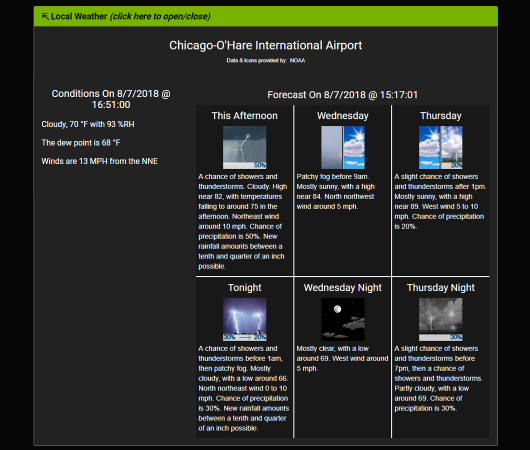 Local Weather (click here to open/close)
Chicago-O'Hare International Airport
Data & Icons provided by: NOAA
Conditions On 8/7/2018 @
16:51:00
Cloudy, 70 °F with 93 %RH
The dew point is 68 °F
Winds are 13 MPH from the NNE
Forecast On 8/7/2018 @ 15:17:01
This Afternoon
50%
A chance of showers and
thunderstorms. Cloudy. High
near 82, with temperatures
falling to around 75 in the
afternoon. Northeast wind
around 10 mph. Chance of
precipitation is 50%. New
rainfall amounts between a
tenth and quarter of an inch
possible.
Wednesday
Patchy fog before 9am.
Mostly sunny, with a high
near 84. North northwest
wind around 5 mph.
Thursday
20%
A slight chance of showers and
thunderstorms after 1pm.
Mostly sunny, with a high
near 89. West wind 5 to 10
mph. Chance of precipitation
is 20%.
Tonight
30% 20%
A chance of showers and
thunderstorms before 1am,
then patchy fog. Mostly
cloudy, with a low around 66.
North northeast wind 0 to 10
mph. Chance of precipitation
is 30%. New rainfall amounts
between a tenth and quarter
of an inch possible.
Wednesday Night
Mostly clear, with a low
around 69. West wind around
5 mph.
Thursday Night
30%
A slight chance of showers
and thunderstorms before
7pm, then a chance of
showers and thunderstorms.
Partly cloudy, with a low
around 69. Chance of
precipitation is 30%.